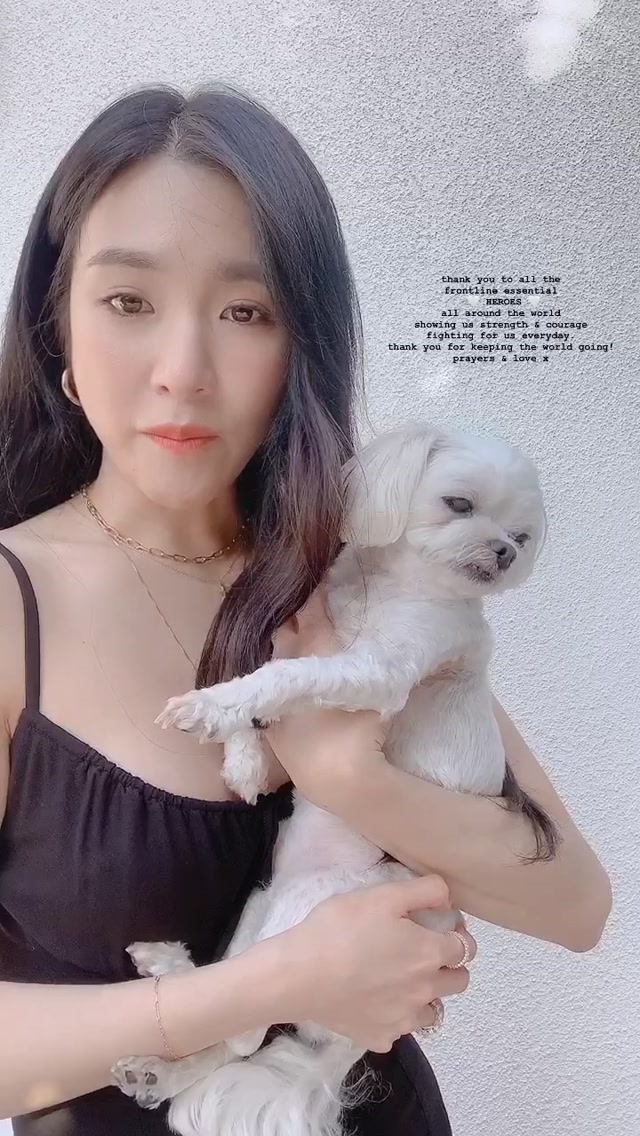 thank you to all the
frontline essential
HEROES
all around the world
showing us strength & courage
fighting for us everyday.
thank you for keeping the world going!
prayers & love x